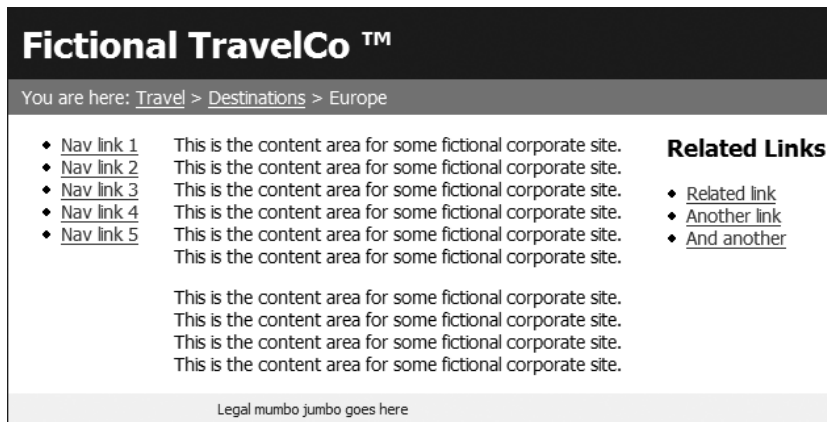 Fictional TravelCo ™
You are here: Travel > Destinations > Europe
Nav link 1
Nav link 2
Nav link 3
Nav link 4
Nav link 5
This is the content area for some fictional corporate site.
This is the content area for some fictional corporate site.
This is the content area for some fictional corporate site.
This is the content area for some fictional corporate site.
This is the content area for some fictional corporate site.
This is the content area for some fictional corporate site.
This is the content area for some fictional corporate site.
This is the content area for some fictional corporate site.
This is the content area for some fictional corporate site.
This is the content area for some fictional corporate site.
Related Links
Related link
Another link
And another
Legal mumbo jumbo goes here